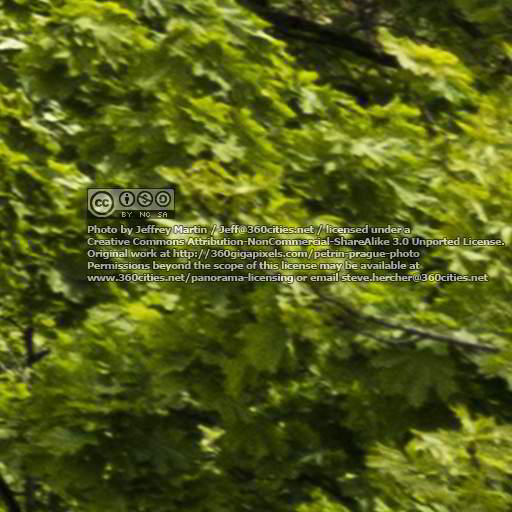 cc
BY NC SA
Photo by Jeffrey Martin / Jeff@360cities.net / licensed under a
Creative Commons Attribution-NonCommercial-ShareAlike 3.0 Unported License.
Original work at http://360gigapixels.com/petrin-prague-photo
Permissions beyond the scope of this license may be available at
www.360cities.net/panorama-licensing or email steve.hercher@360cities.net